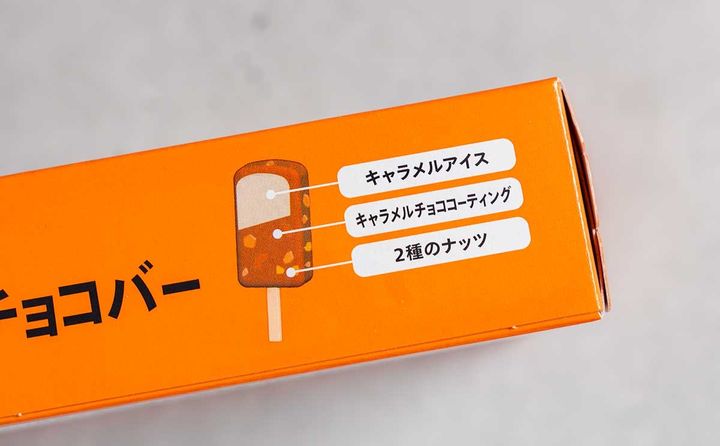 キャラメルアイス
キャラメルチョココーティング
2種のナッツ
チョコバー